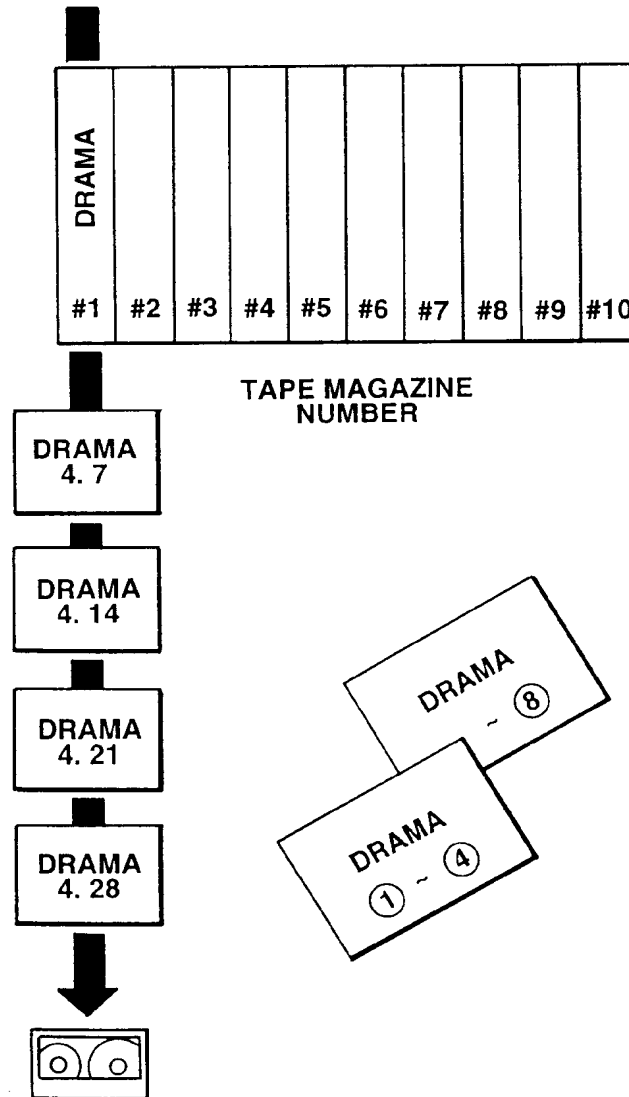 DRAMA
#1 #2 #3 #4 #5 #6 #7 #8 #9 #10
TAPE MAGAZINE
NUMBER
DRAMA
4. 7
DRAMA
4. 14
DRAMA
4. 21
DRAMA
4. 28
DRAMA
~ ⑧
DRAMA
① ~ ④